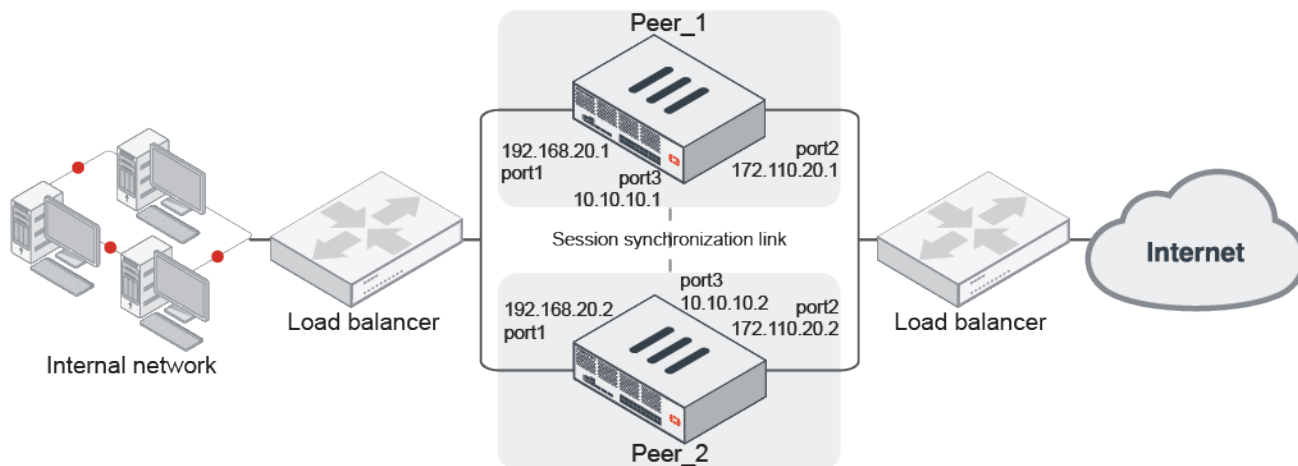 Peer_1
192.168.20.1
port1
port3
10.10.10.1
port2
172.110.20.1
Session synchronization link
Internet
192.168.20.2
port1
port3
10.10.10.2
port2
172.110.20.2
Load balancer
Load balancer
Internal network
Peer_2